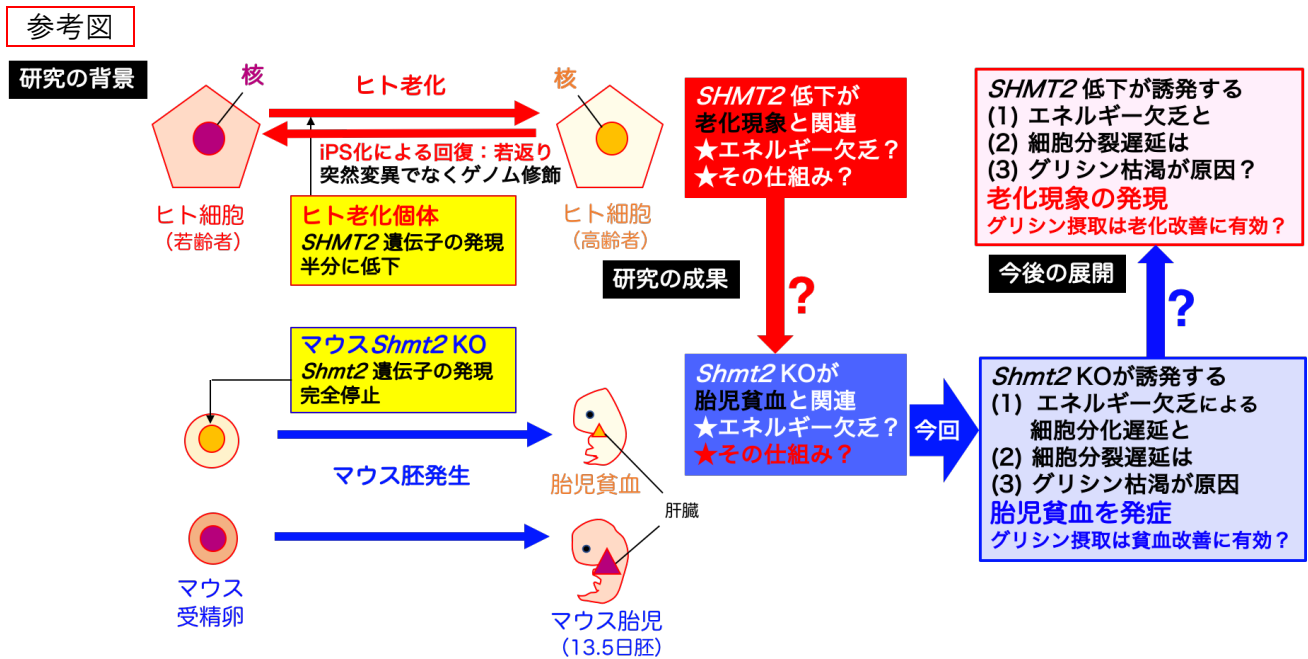 参考図
研究の背景
核
ヒト老化
核
iPS化による回復：若返り
突然変異でなくゲノム修飾
ヒト細胞
（若齢者）
ヒト老化個体
SHMT2 遺伝子の発現
半分に低下
ヒト細胞
（高齢者）
SHMT2 低下が
老化現象と関連
★エネルギー欠乏？
★その仕組み？
研究の成果
？
SHMT2 低下が誘発する
(1) エネルギー欠乏と
(2) 細胞分裂遅延は
(3) グリシン枯渇が原因？
老化現象の発現
グリシン摂取は老化改善に有効？
今後の展開
？
マウスShmt2 KO
Shmt2 遺伝子の発現
完全停止
マウス胚発生
胎児貧血
肝臓
マウス
受精卵
マウス胎児
（13.5日胚）
Shmt2 KOが
胎児貧血と関連
★エネルギー欠乏？
★その仕組み？
今回
Shmt2 KOが誘発する
(1) エネルギー欠乏による
細胞分化遅延と
(2) 細胞分裂遅延は
(3) グリシン枯渇が原因
胎児貧血を発症
グリシン摂取は貧血改善に有効？